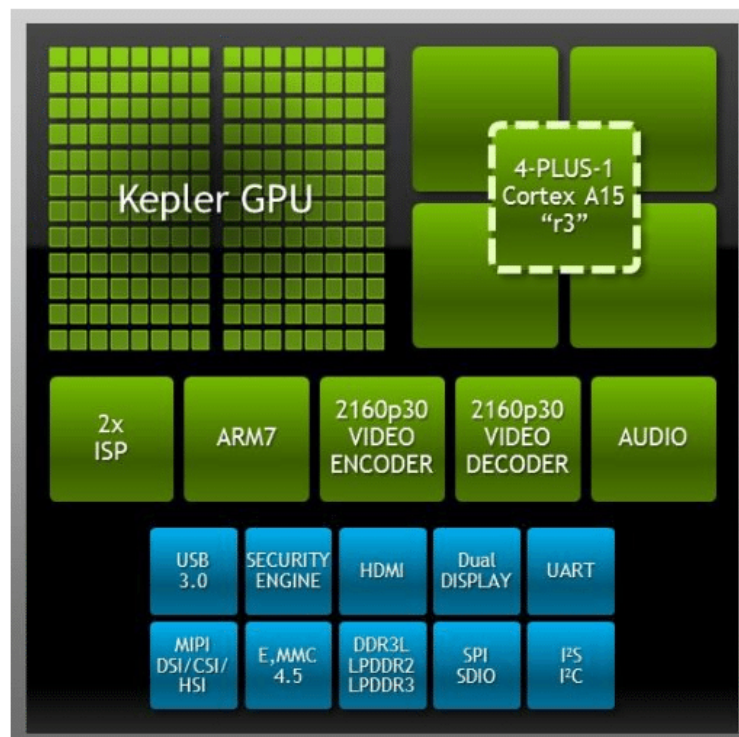 Kepler GPU
4-PLUS-1
Cortex A15
“r3”
2x
ISP
ARM7
2160p30
VIDEO
ENCODER
2160p30
VIDEO
DECODER
AUDIO
USB
3.0
SECURITY
ENGINE
HDMI
Dual
DISPLAY
UART
MIPI
DSI/CSI/
HSI
E,MMC
4.5
DDR3L
LPDDR2
LPDDR3
SPI
SDIO
I²S
I²C